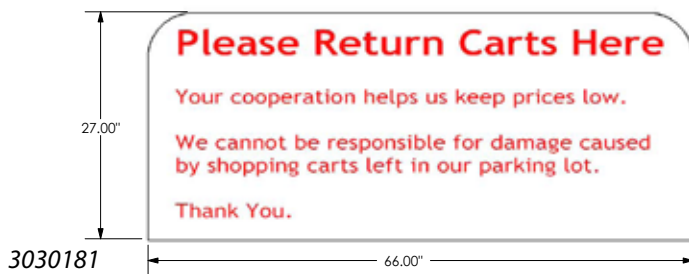 Please Return Carts Here
Your cooperation helps us keep prices low.
We cannot be responsible for damage caused
by shopping carts left in our parking lot.
Thank You.
27.00"
3030181
66.00"